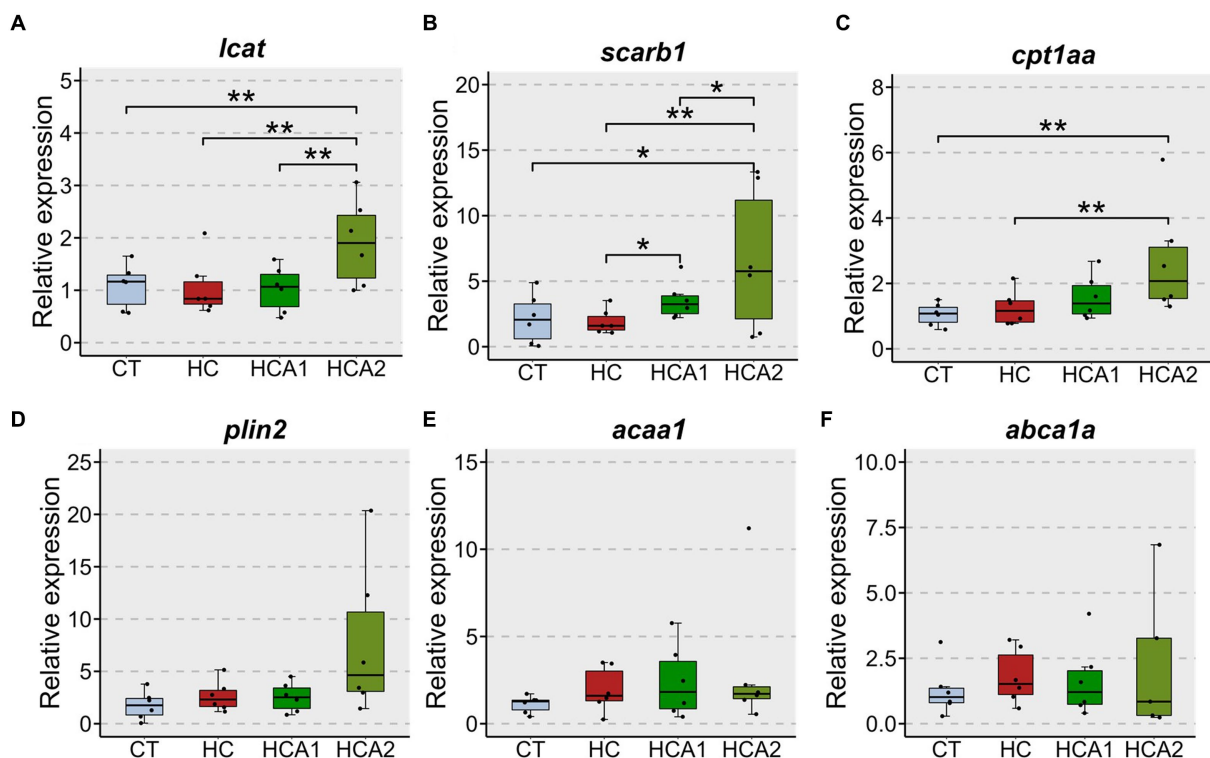 A
lcat
Relative expression
5
4
3
2
1
0
**
**
**
CT HC HCA1 HCA2
B
scarb1
Relative expression
20
15
10
5
0
*
**
*
*
CT HC HCA1 HCA2
C
cpt1aa
Relative expression
8
6
4
2
0
**
**
CT HC HCA1 HCA2
D
plin2
Relative expression
25
20
15
10
5
0
CT HC HCA1 HCA2
E
acaa1
Relative expression
15
10
5
0
CT HC HCA1 HCA2
F
abca1a
Relative expression
10.0
7.5
5.0
2.5
0.0
CT HC HCA1 HCA2